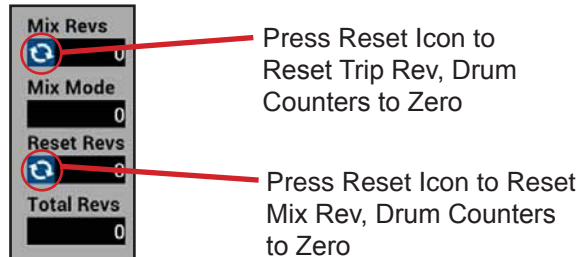 Mix Revs
0
Mix Mode
0
Reset Revs
0
Total Revs
0
Press Reset Icon to
Reset Trip Rev, Drum
Counters to Zero
Press Reset Icon to Reset
Mix Rev, Drum Counters
to Zero